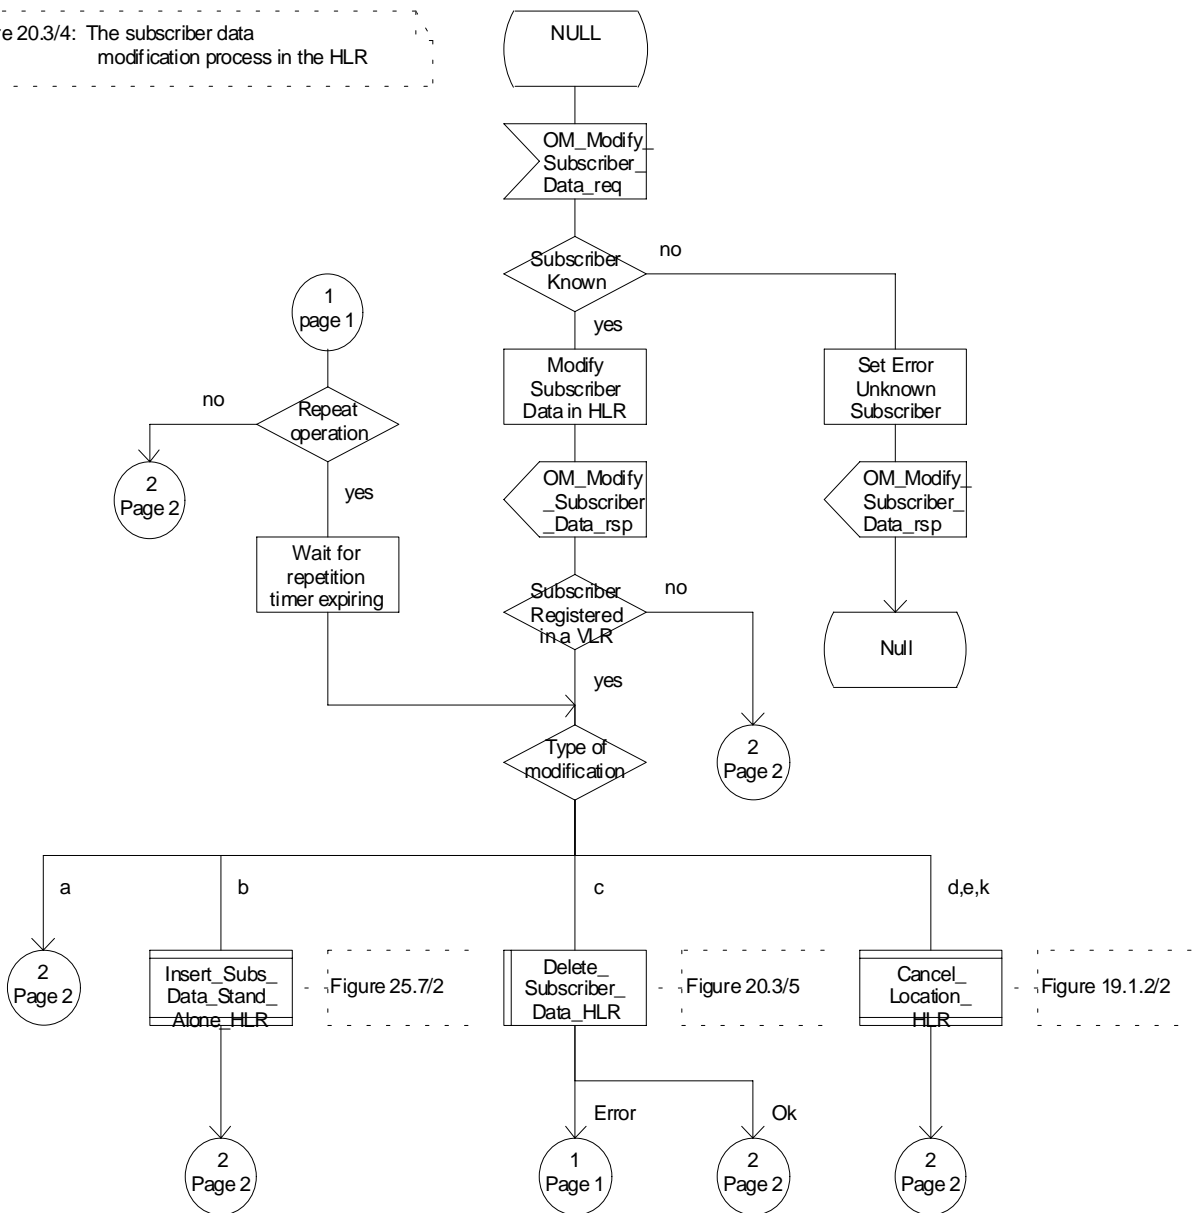 e 20.3/4: The subscriber data
modification process in the HLR
NULL
OM_Modify_
Subscriber_
Data_req
Subscriber
Known
no
yes
1
page 1
Modify
Subscriber
Data in HLR
Set Error
Unknown
Subscriber
no
Repeat
operation
2
Page 2
yes
OM_Modify
_Subscriber
_Data_rsp
OM_Modify_
Subscriber_
Data_rsp
Wait for
repetition
timer expiring
Subscriber
Registered
in a VLR
no
yes
Null
Type of
modification
2
Page 2
a
b
c
d,e,k
2
Page 2
Insert_Subs_
Data_Stand_
Alone_HLR
Figure 25.7/2
Delete_
Subscriber_
Data_HLR
Figure 20.3/5
Cancel_
Location_
HLR
Figure 19.1.2/2
Error
Ok
2
Page 2
1
Page 1
2
Page 2
2
Page 2